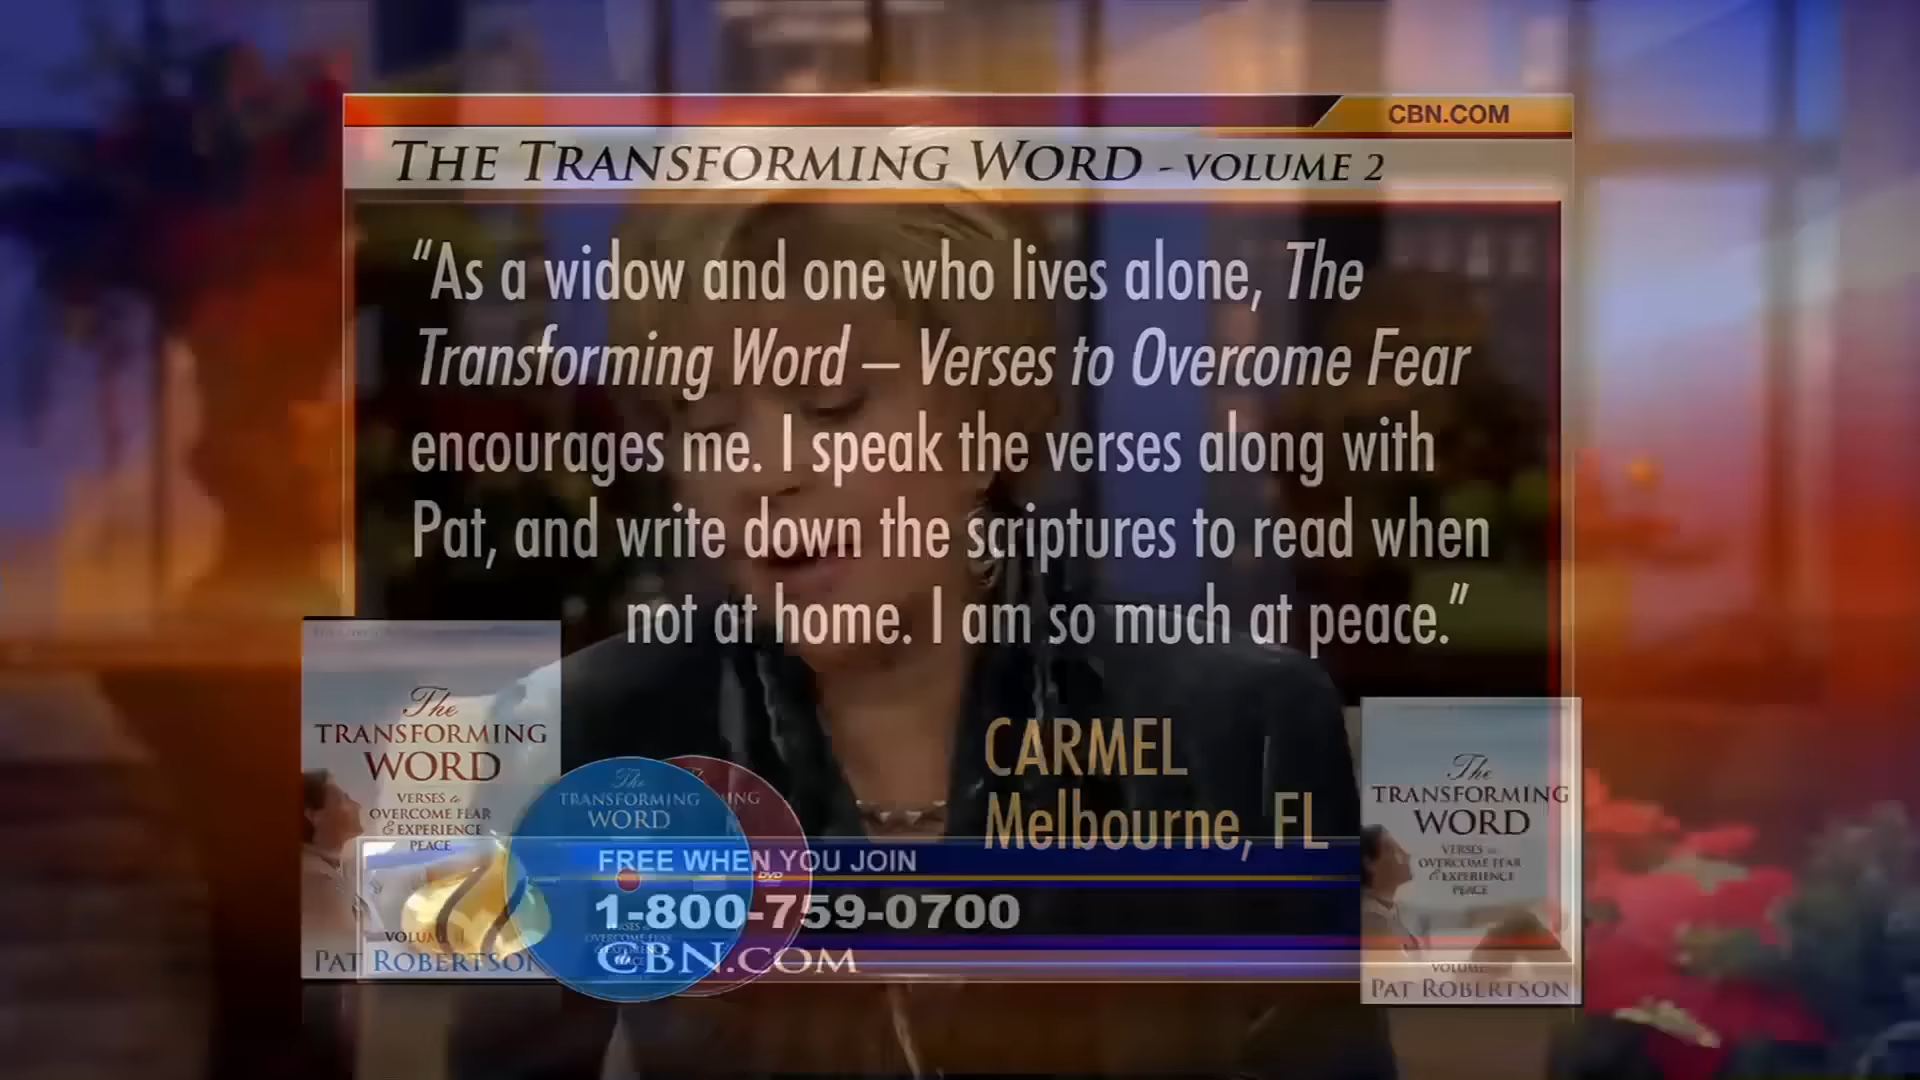 CBN.COM
THE TRANSFORMING WORD - VOLUME 2
“As a widow and one who lives alone, The
Transforming Word – Verses to Overcome Fear
encourages me. I speak the verses along with
Pat, and write down the scriptures to read when
not at home. I am so much at peace.”
CARMEL
Melbourne, FL
The
TRANSFORMING
WORD
VERSES to
OVERCOME FEAR
& EXPERIENCE
PEACE
PAT ROBERTSON
The
TRANSFORMING
WORD
DVD
FREE WHEN YOU JOIN
1-800-759-0700
CBN.COM
The
TRANSFORMING
WORD
VERSES to
OVERCOME FEAR
& EXPERIENCE
PEACE
VOLUME
PAT ROBERTSON